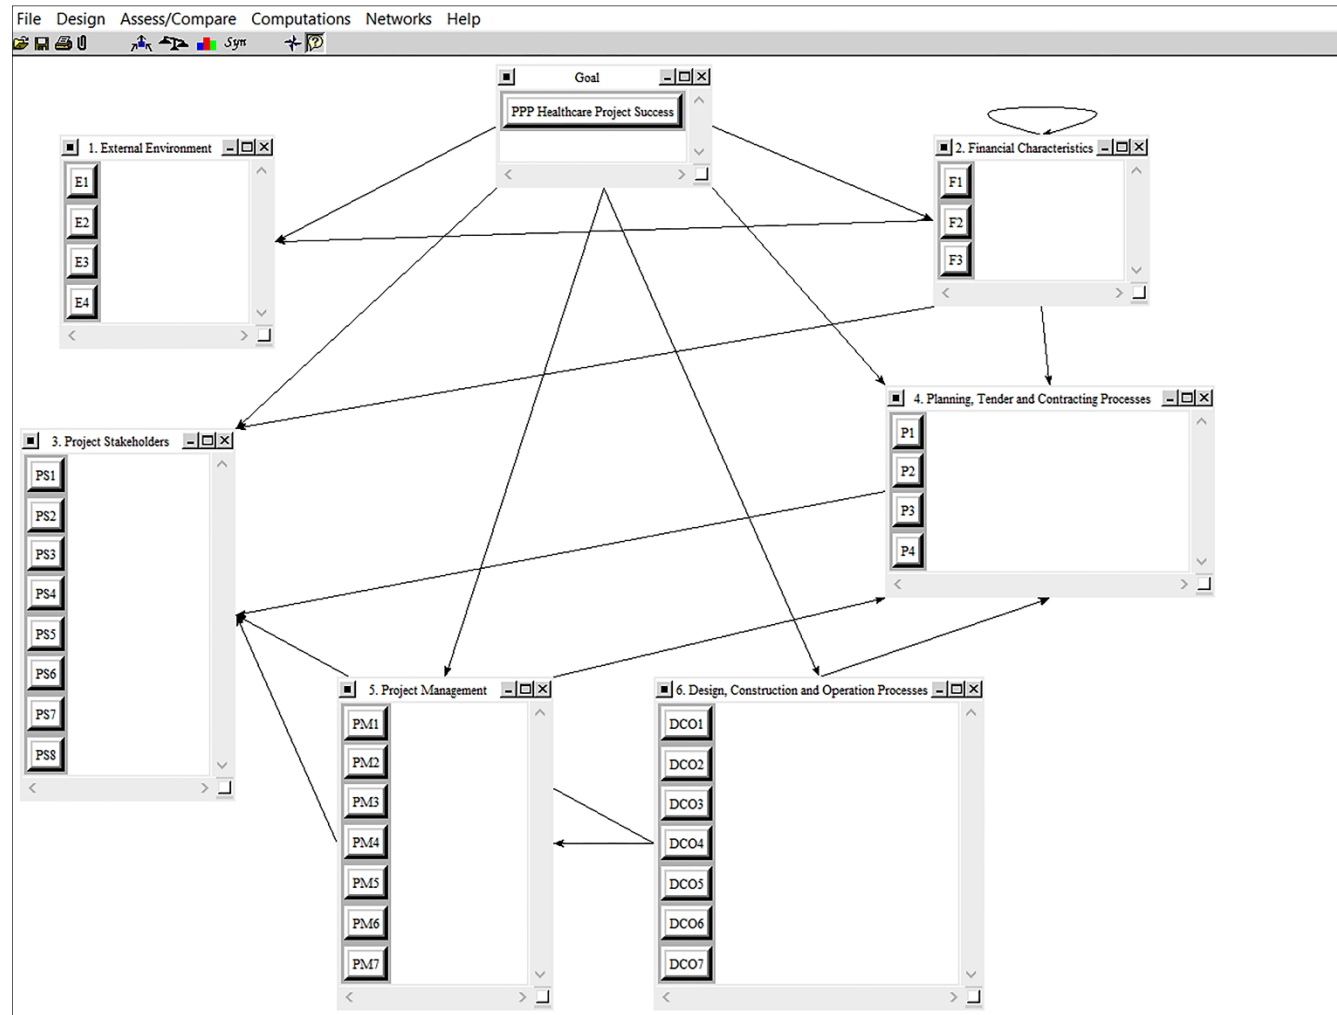 File Design Assess/Compare Computations Networks Help
Syn
Goal
PPP Healthcare Project Success
1. External Environment
E1
E2
E3
E4
2. Financial Characteristics
F1
F2
F3
3. Project Stakeholders
PS1
PS2
PS3
PS4
PS5
PS6
PS7
PS8
4. Planning, Tender and Contracting Processes
P1
P2
P3
P4
5. Project Management
PM1
PM2
PM3
PM4
PM5
PM6
PM7
6. Design, Construction and Operation Processes
DCO1
DCO2
DCO3
DCO4
DCO5
DCO6
DCO7